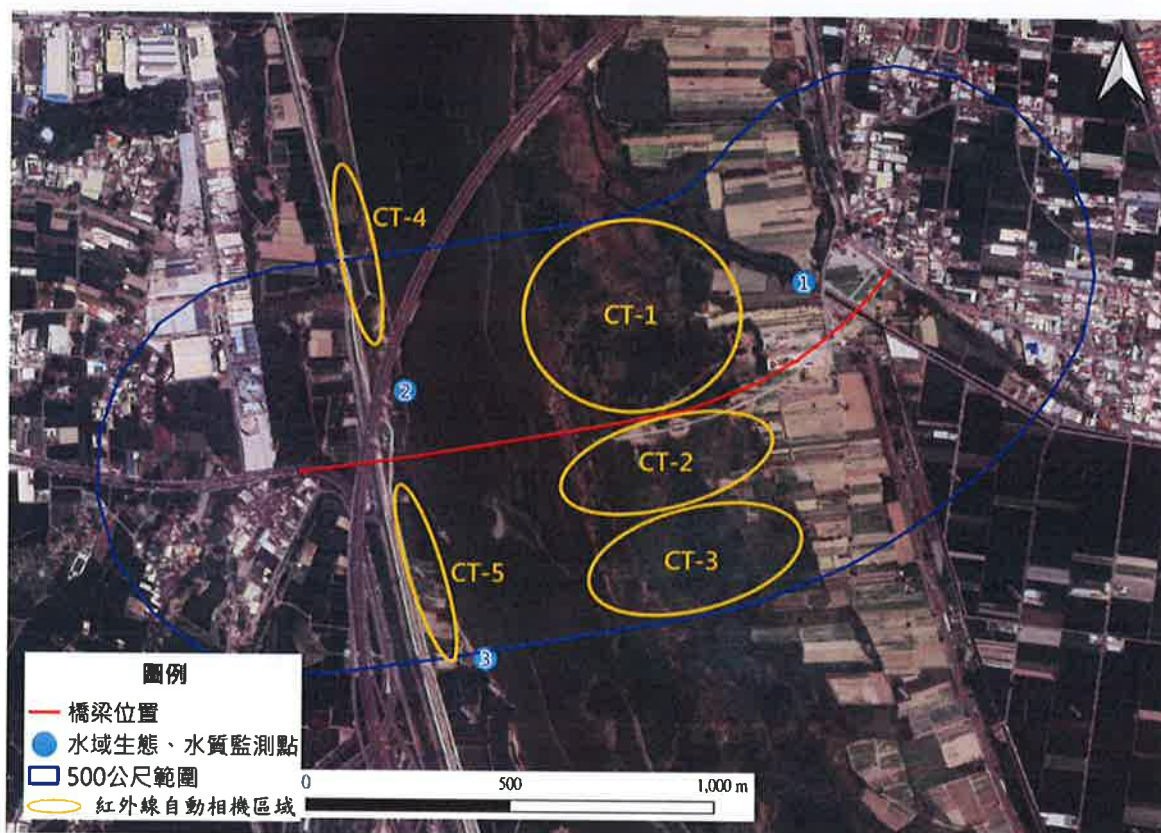 CT-4
CT-1
1
2
CT-2
CT-3
CT-5
3
圖例
橋梁位置
水域生態、水質監測點
500公尺範圍
紅外線自動相機區域
0 500 1,000 m